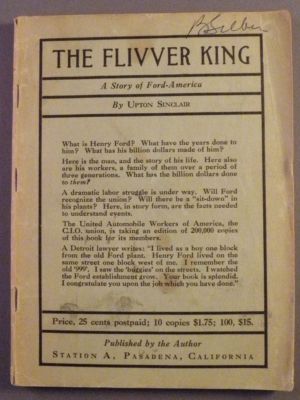 THE FLIVVER KING
A Story of Ford-America
By Upton Sinclair
What is Henry Ford? What have the years done to
him? What has his billion dollars made of him?
Here is the man, and the story of his life. Here also
are his workers, a family of them over a period of
three generations. What has the billion dollars done
to them?
A dramatic labor struggle is under way. Will Ford
recognize the union? Will there be a "sit-down" in
his plants? Here, in story form, are the facts needed
to understand events.
The United Automobile Workers of America, the
C.I.O. union, is taking an edition of 200,000 copies
of this book for its members.
A Detroit lawyer writes: "I lived as a boy one block
from the old Ford plant. Henry Ford lived on the
same street one block west of me. I remember the
old '999'. I saw the 'buggies' on the streets. I watched
the Ford establishment grow. Your book is splendid.
I congratulate you upon the job which you have done."
Price, 25 cents postpaid; 10 copies $1.75; 100, $15.
Published by the Author
Station A, Pasadena, California